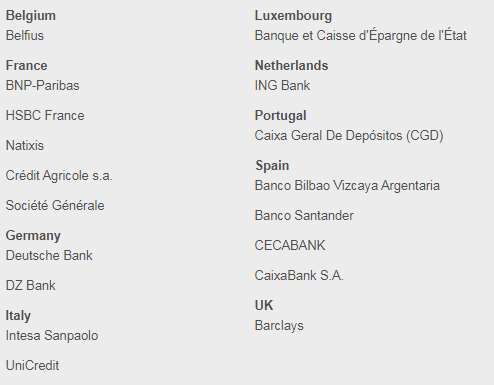 Belgium
Belfius
France
BNP-Paribas
HSBC France
Natixis
Crédit Agricole s.a.
Société Générale
Germany
Deutsche Bank
DZ Bank
Italy
Intesa Sanpaolo
UniCredit
Luxembourg
Banque et Caisse d'Épargne de l'État
Netherlands
ING Bank
Portugal
Caixa Geral De Depósitos (CGD)
Spain
Banco Bilbao Vizcaya Argentaria
Banco Santander
CECABANK
CaixaBank S.A.
UK
Barclays